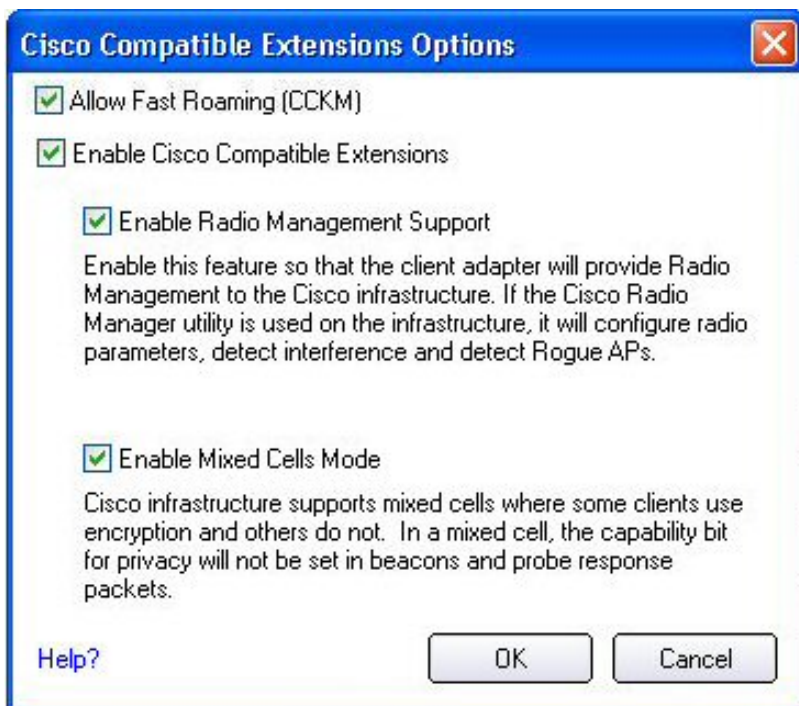 Cisco Compatible Extensions Options
Allow Fast Roaming (CCKM)
Enable Cisco Compatible Extensions
Enable Radio Management Support
Enable this feature so that the client adapter will provide Radio
Management to the Cisco infrastructure. If the Cisco Radio
Manager utility is used on the infrastructure, it will configure radio
parameters, detect interference and detect Rogue APs.
Enable Mixed Cells Mode
Cisco infrastructure supports mixed cells where some clients use
encryption and others do not.  In a mixed cell, the capability bit
for privacy will not be set in beacons and probe response
packets.
Help?
OK
Cancel